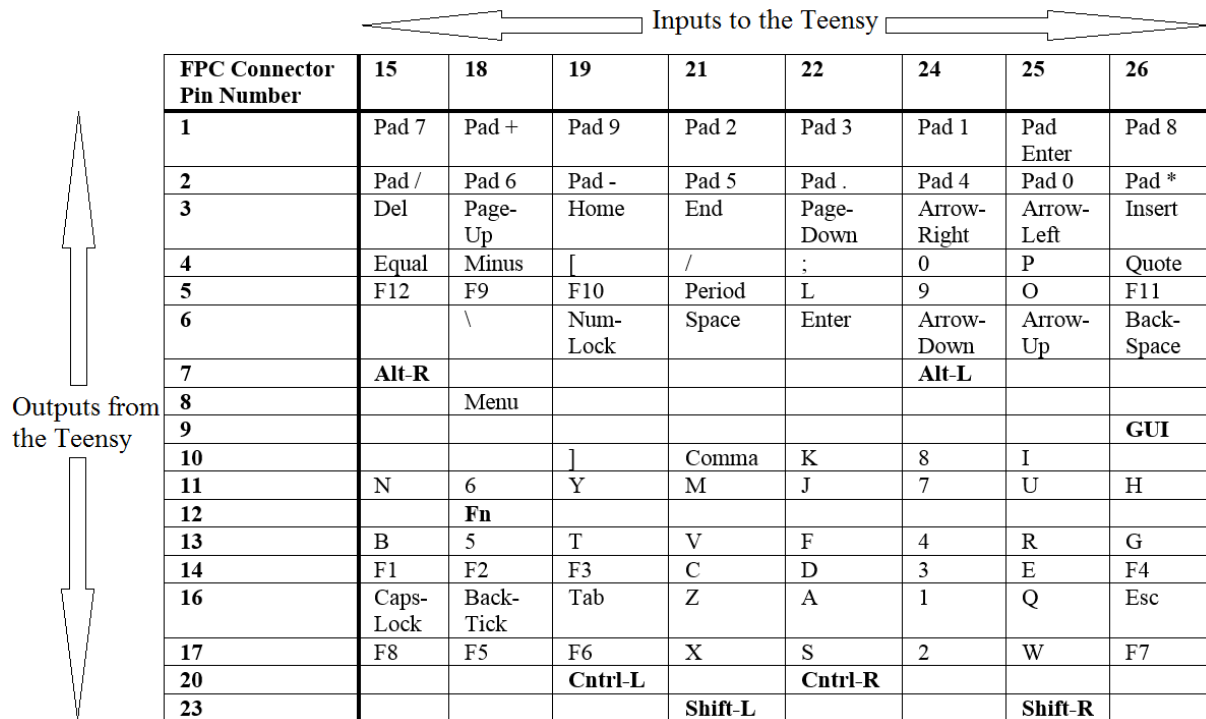 Inputs to the Teensy
FPC Connector 15 18 19 21 22 24 25 26
Pin Number
1 Pad 7 Pad + Pad 9 Pad 2 Pad 3 Pad 1 Pad Pad 8
Enter
2 Pad / Pad 6 Pad - Pad 5 Pad . Pad 4 Pad 0 Pad *
3 Del Page- Home End Page- Arrow- Arrow- Insert
Up Down Right Left
4 Equal Minus [ / ; 0 P Quote
5 F12 F9 F10 Period L 9 O F11
6 \ Num- Space Enter Arrow- Arrow- Back-
Lock Down Up Space
7 Alt-R Alt-L
8 Menu
Outputs from
the Teensy
9 GUI
10 ] Comma K 8 I
11 N 6 Y M J 7 U H
12 Fn
13 B 5 T V F 4 R G
14 F1 F2 F3 C D 3 E F4
16 Caps- Back- Tab Z A 1 Q Esc
Lock Tick
17 F8 F5 F6 X S 2 W F7
20 Cntrl-L Cntrl-R
23 Shift-L Shift-R